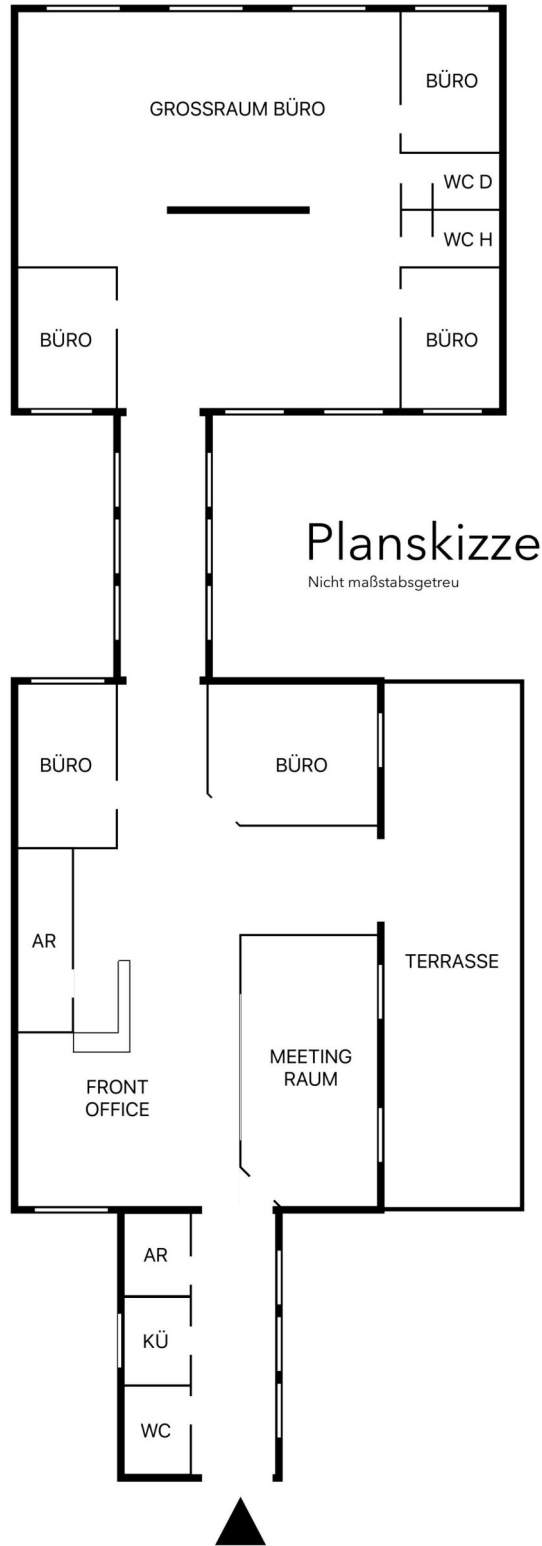 BÜRO
GROSSRAUM BÜRO
WC D
WC H
BÜRO
BÜRO
Planskizze
Nicht maßstabsgetreu
BÜRO
BÜRO
AR
TERRASSE
MEETING
RAUM
FRONT
OFFICE
AR
KÜ
WC